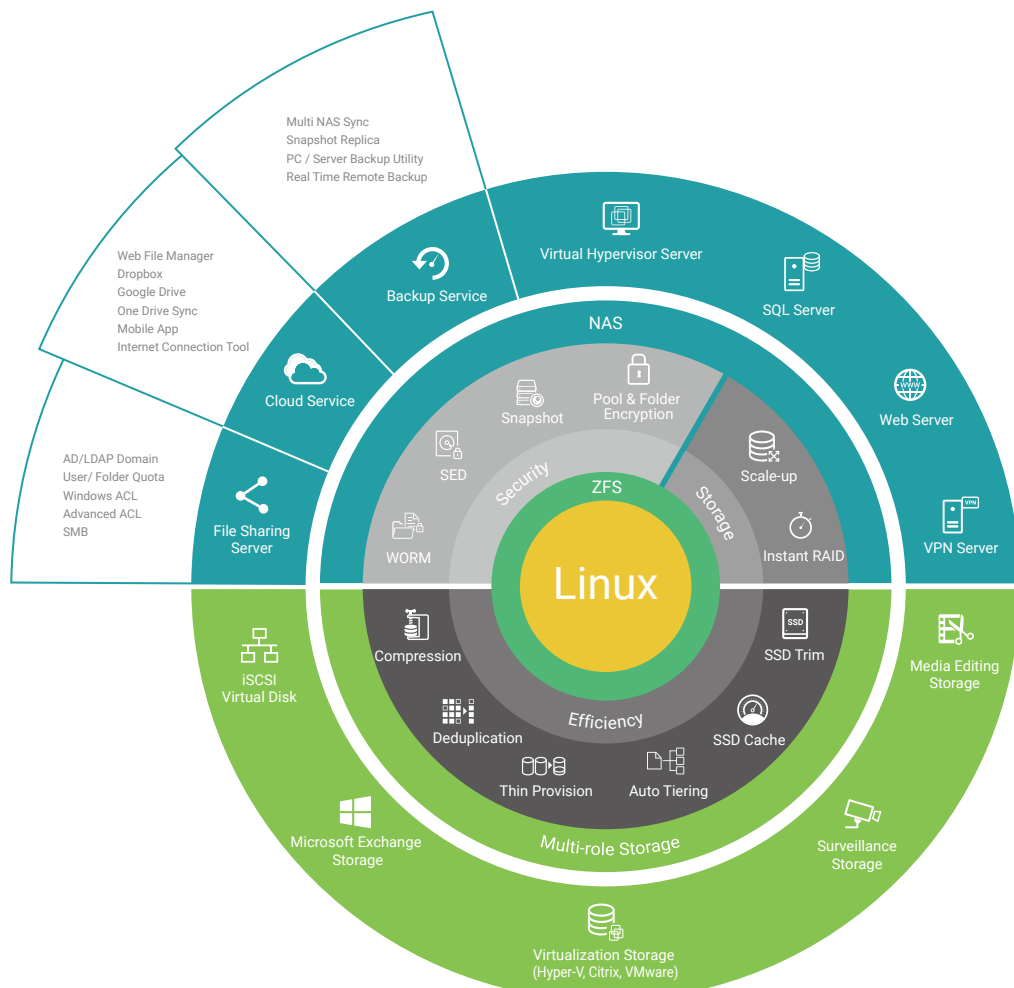 Multi NAS Sync
Snapshot Replica
PC / Server Backup Utility
Real Time Remote Backup
Web File Manager
Dropbox
Google Drive
One Drive Sync
Mobile App
Internet Connection Tool
AD/LDAP Domain
User/ Folder Quota
Windows ACL
Advanced ACL
SMB
Backup Service
Cloud Service
File Sharing
Server
Virtual Hypervisor Server
SQL Server
WWW
Web Server
VPN
VPN Server
NAS
Snapshot
Pool & Folder
Encryption
SED
WORM
Security
Scale-up
Instant RAID
Storage
ZFS
Linux
Compression
Deduplication
Thin Provision
Auto Tiering
SSD Cache
SSD
SSD Trim
Efficiency
Multi-role Storage
iSCSI
Virtual Disk
Microsoft Exchange
Storage
Virtualization Storage
(Hyper-V, Citrix, VMware)
Surveillance
Storage
Media Editing
Storage